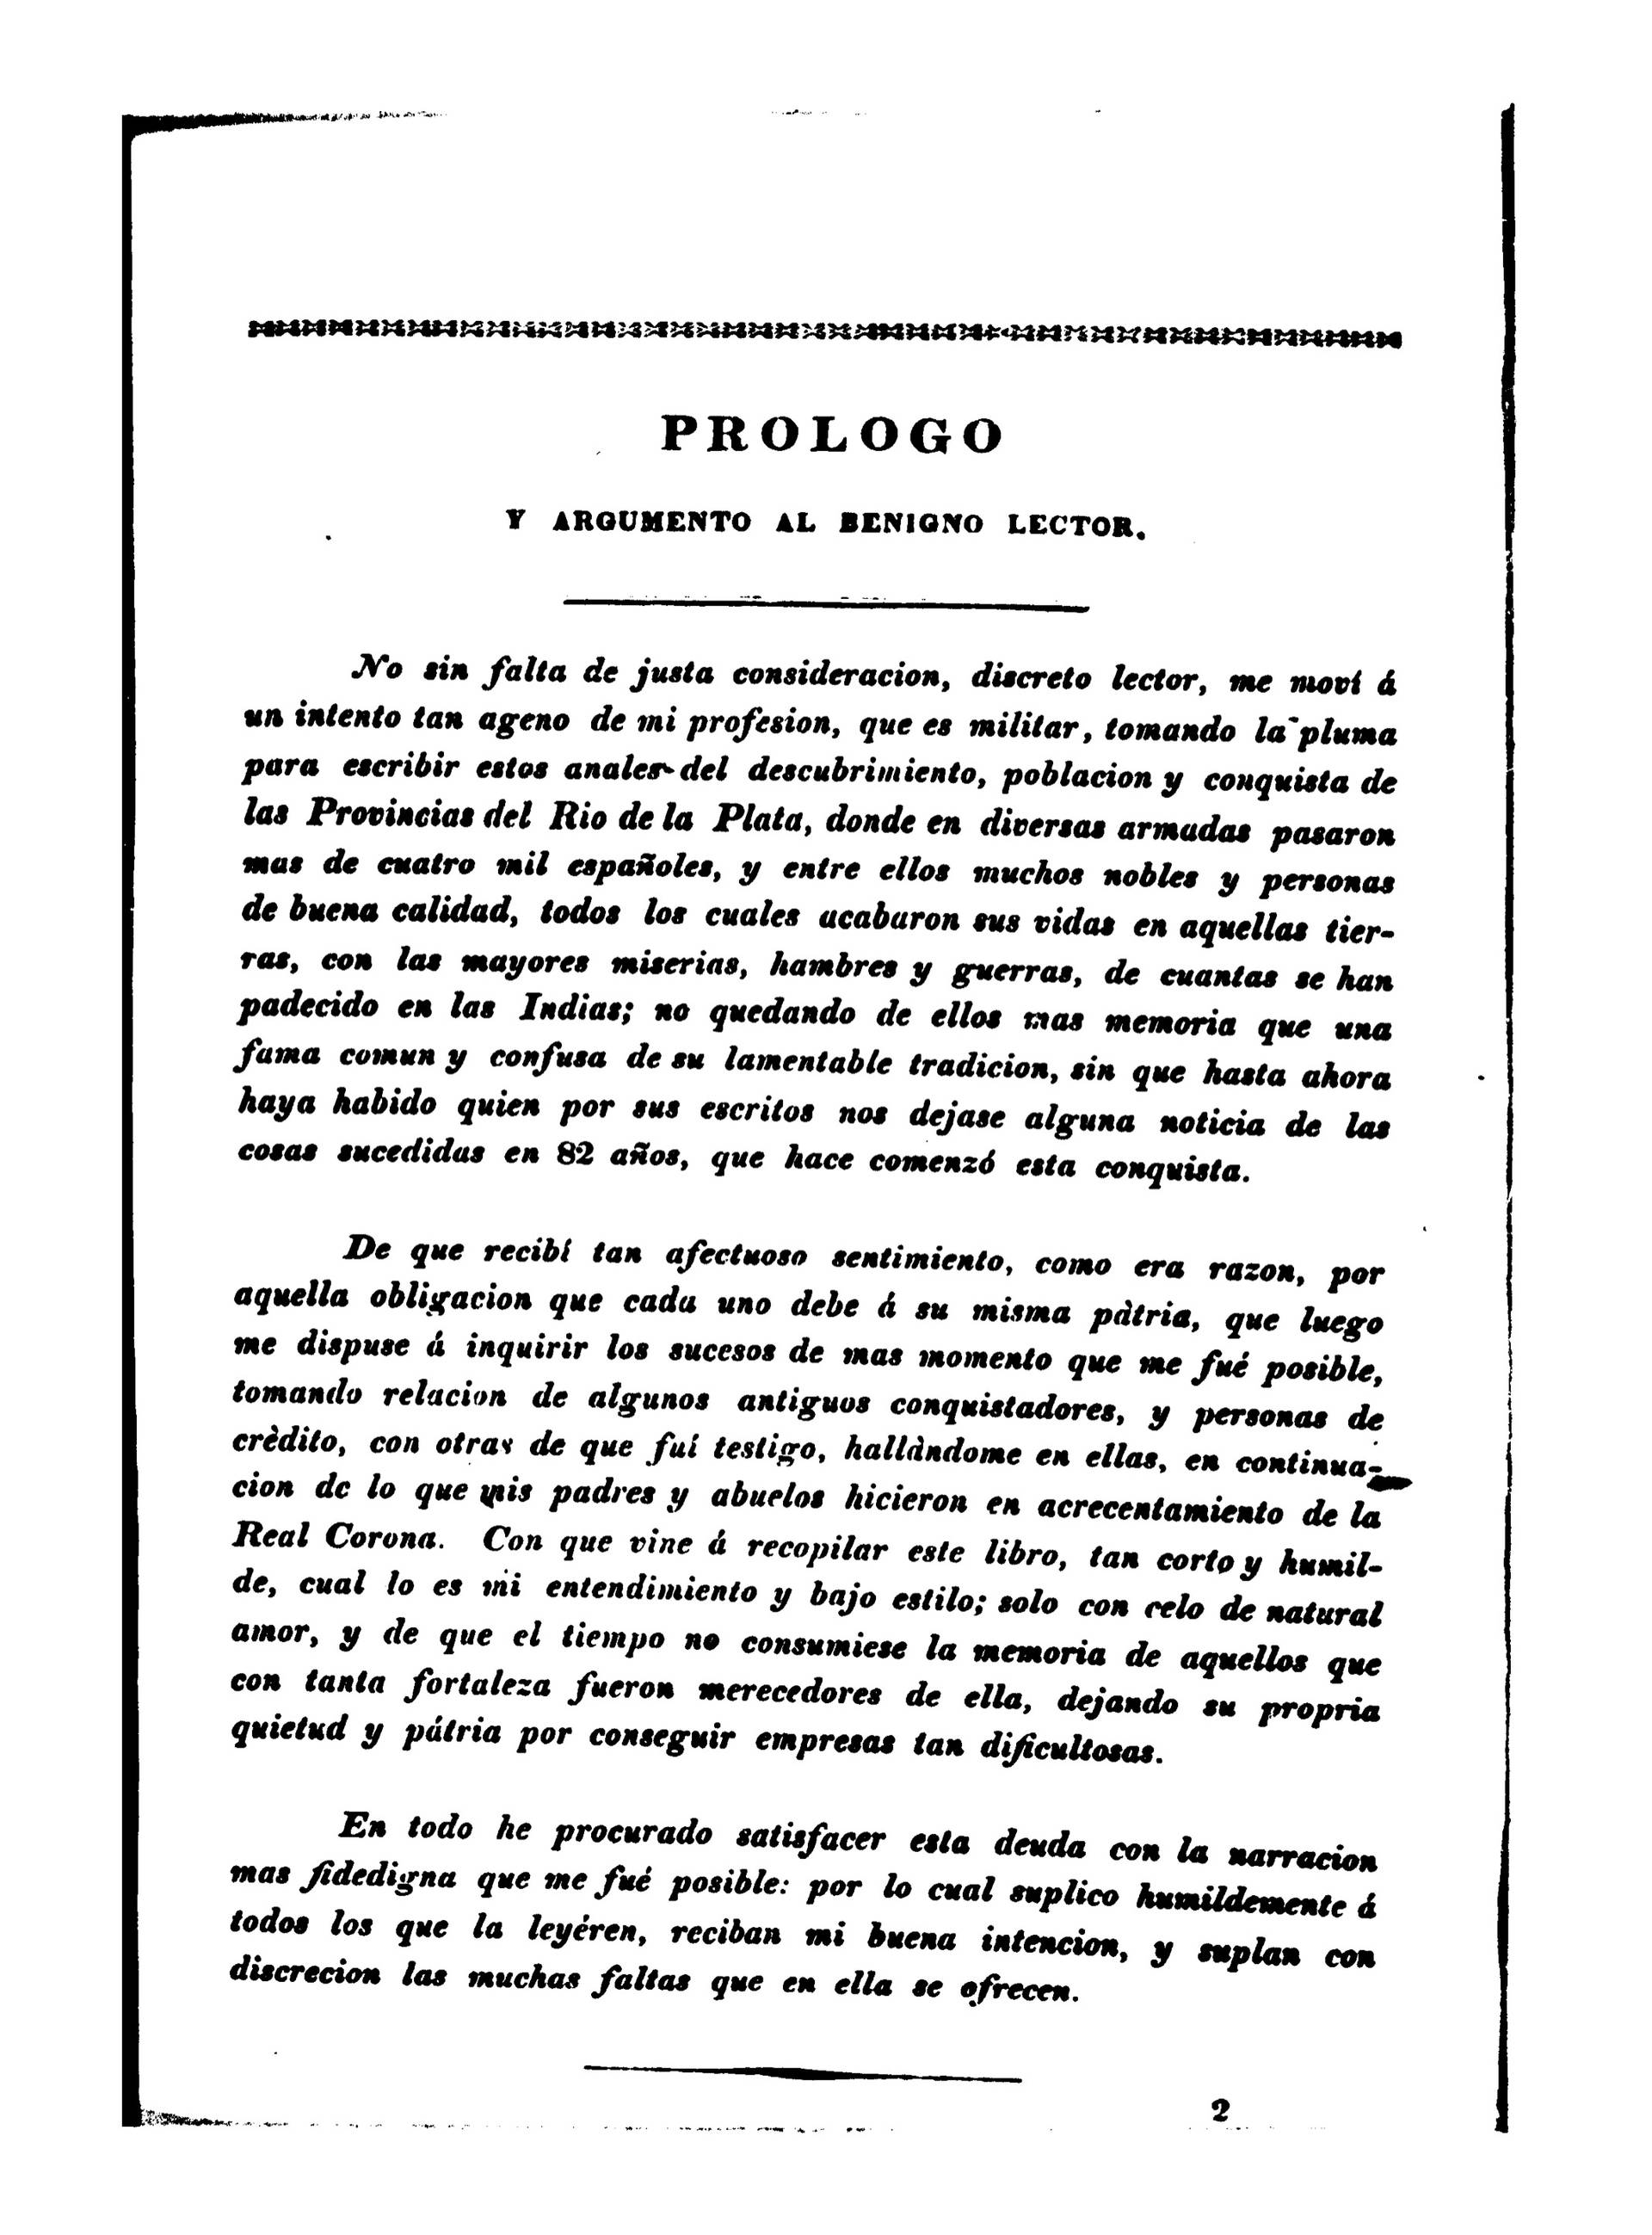 PROLOGO
Y ARGUMENTO AL BENIGNO LECTOR.
No sin falta de justa consideracion, discreto lector, me moví á
un intento tan ageno de mi profesion, que es militar, tomando la pluma
para escribir estos anales del descubrimiento, poblacion y conquista de
las Provincias del Rio de la Plata, donde en diversas armadas pasaron
mas de cuatro mil españoles, y entre ellos muchos nobles y personas
de buena calidad, todos los cuales acabaron sus vidas en aquellas tier-
ras, con las mayores miserias, hambres y guerras, de cuantas se han
padecido en las Indias; no quedando de ellos mas memoria que una
fama comun y confusa de su lamentable tradicion, sin que hasta ahora
haya habido quien por sus escritos nos dejase alguna noticia de las
cosas sucedidas en 82 años, que hace comenzó esta conquista.
De que recibí tan afectuoso sentimiento, como era razon, por
aquella obligacion que cada uno debe á su misma pàtria, que luego
me dispuse á inquirir los sucesos de mas momento que me fué posible,
tomando relacion de algunos antiguos conquistadores, y personas de
crèdito, con otras de que fuí testigo, hallàndome en ellas, en continua-
cion de lo que mis padres y abuelos hicieron en acrecentamiento de la
Real Corona. Con que vine á recopilar este libro, tan corto y humil-
de, cual lo es mi entendimiento y bajo estilo; solo con celo de natural
amor, y de que el tiempo no consumiese la memoria de aquellos que
con tanta fortaleza fueron merecedores de ella, dejando su propria
quietud y pátria por conseguir empresas tan dificultosas.
En todo he procurado satisfacer esta deuda con la narracion
mas fidedigna que me fué posible: por lo cual suplico humildemente á
todos los que la leyéren, reciban mi buena intencion, y suplan con
discrecion las muchas faltas que en ella se ofrecen.
2